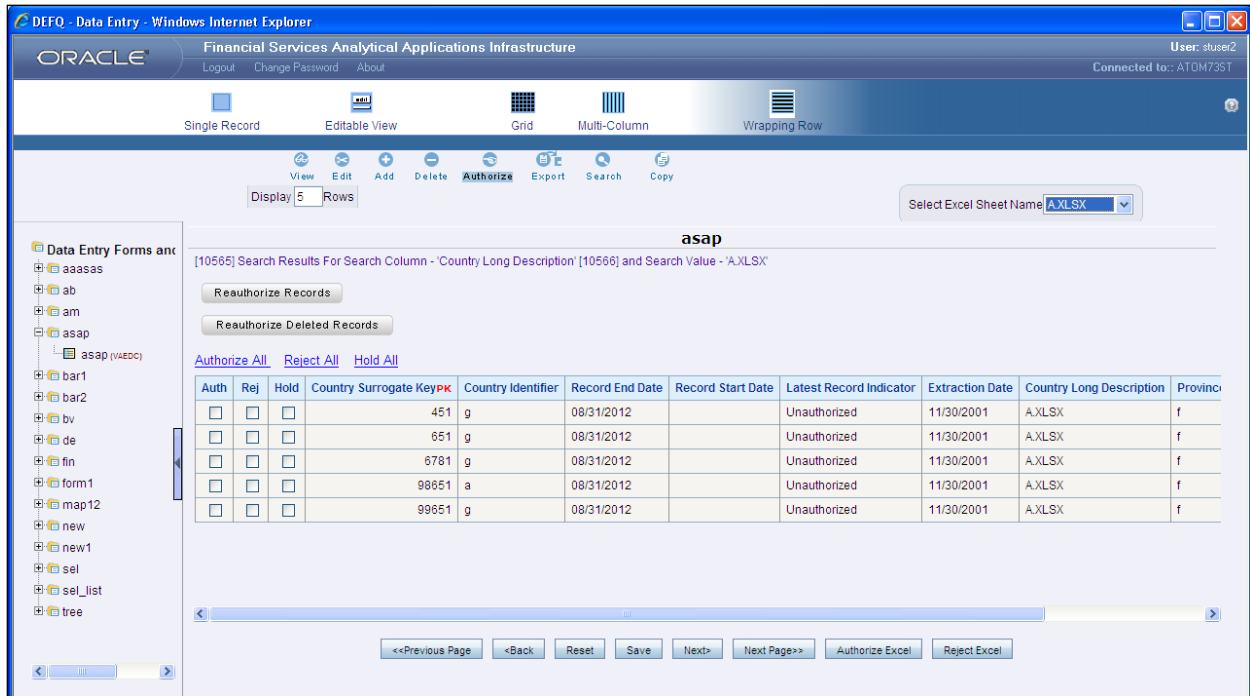 DEFQ - Data Entry - Windows Internet Explorer
ORACLE
Financial Services Analytical Applications Infrastructure
User: stuser2
Logout Change Password About
Connected to:: ATOM73ST
Single Record Editable View Grid Multi-Column Wrapping Row
View Edit Add Delete Authorize Export Search Copy
Display 5 Rows
Select Excel Sheet Name A.XLSX
Data Entry Forms and
aaasas
ab
am
asap
asap (VAEDC)
bar1
bar2
bv
de
fin
form1
map12
new
new1
sel
sel_list
tree
asap
[10565] Search Results For Search Column - 'Country Long Description' [10566] and Search Value - 'A.XLSX'
Reauthorize Records
Reauthorize Deleted Records
Authorize All Reject All Hold All
Auth Rej Hold Country Surrogate KeyPK Country Identifier Record End Date Record Start Date Latest Record Indicator Extraction Date Country Long Description Province
451 g 08/31/2012 Unauthorized 11/30/2001 A.XLSX f
651 g 08/31/2012 Unauthorized 11/30/2001 A.XLSX f
6781 g 08/31/2012 Unauthorized 11/30/2001 A.XLSX f
98651 a 08/31/2012 Unauthorized 11/30/2001 A.XLSX f
99651 g 08/31/2012 Unauthorized 11/30/2001 A.XLSX f
<<Previous Page <Back Reset Save Next> Next Page>> Authorize Excel Reject Excel